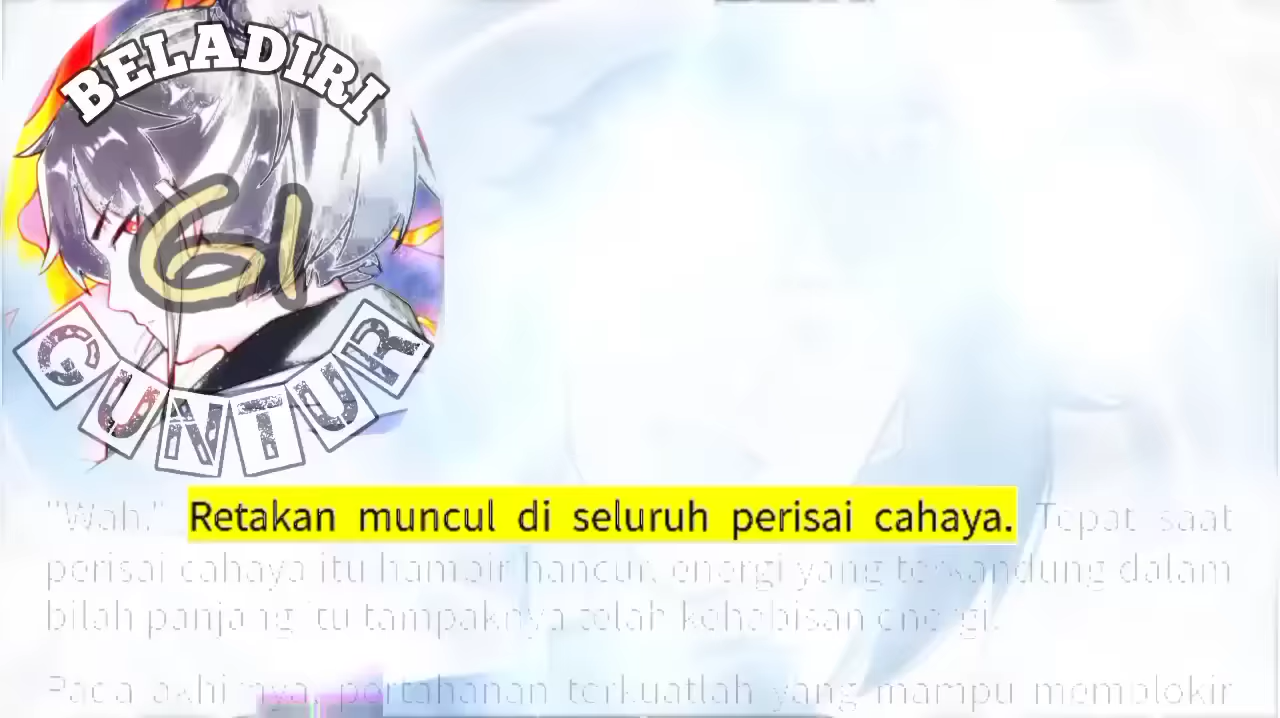 BELADIRI
61
GUNTUR
"Wah." Retakan muncul di seluruh perisai cahaya. Tepat saat
perisai cahaya itu hampir hancur, energi yang terkandung dalam
bilah panjang itu tampaknya telah kehabisan energi.
Pada akhirnya, pertahanan terkuatlah yang mampu memblokir